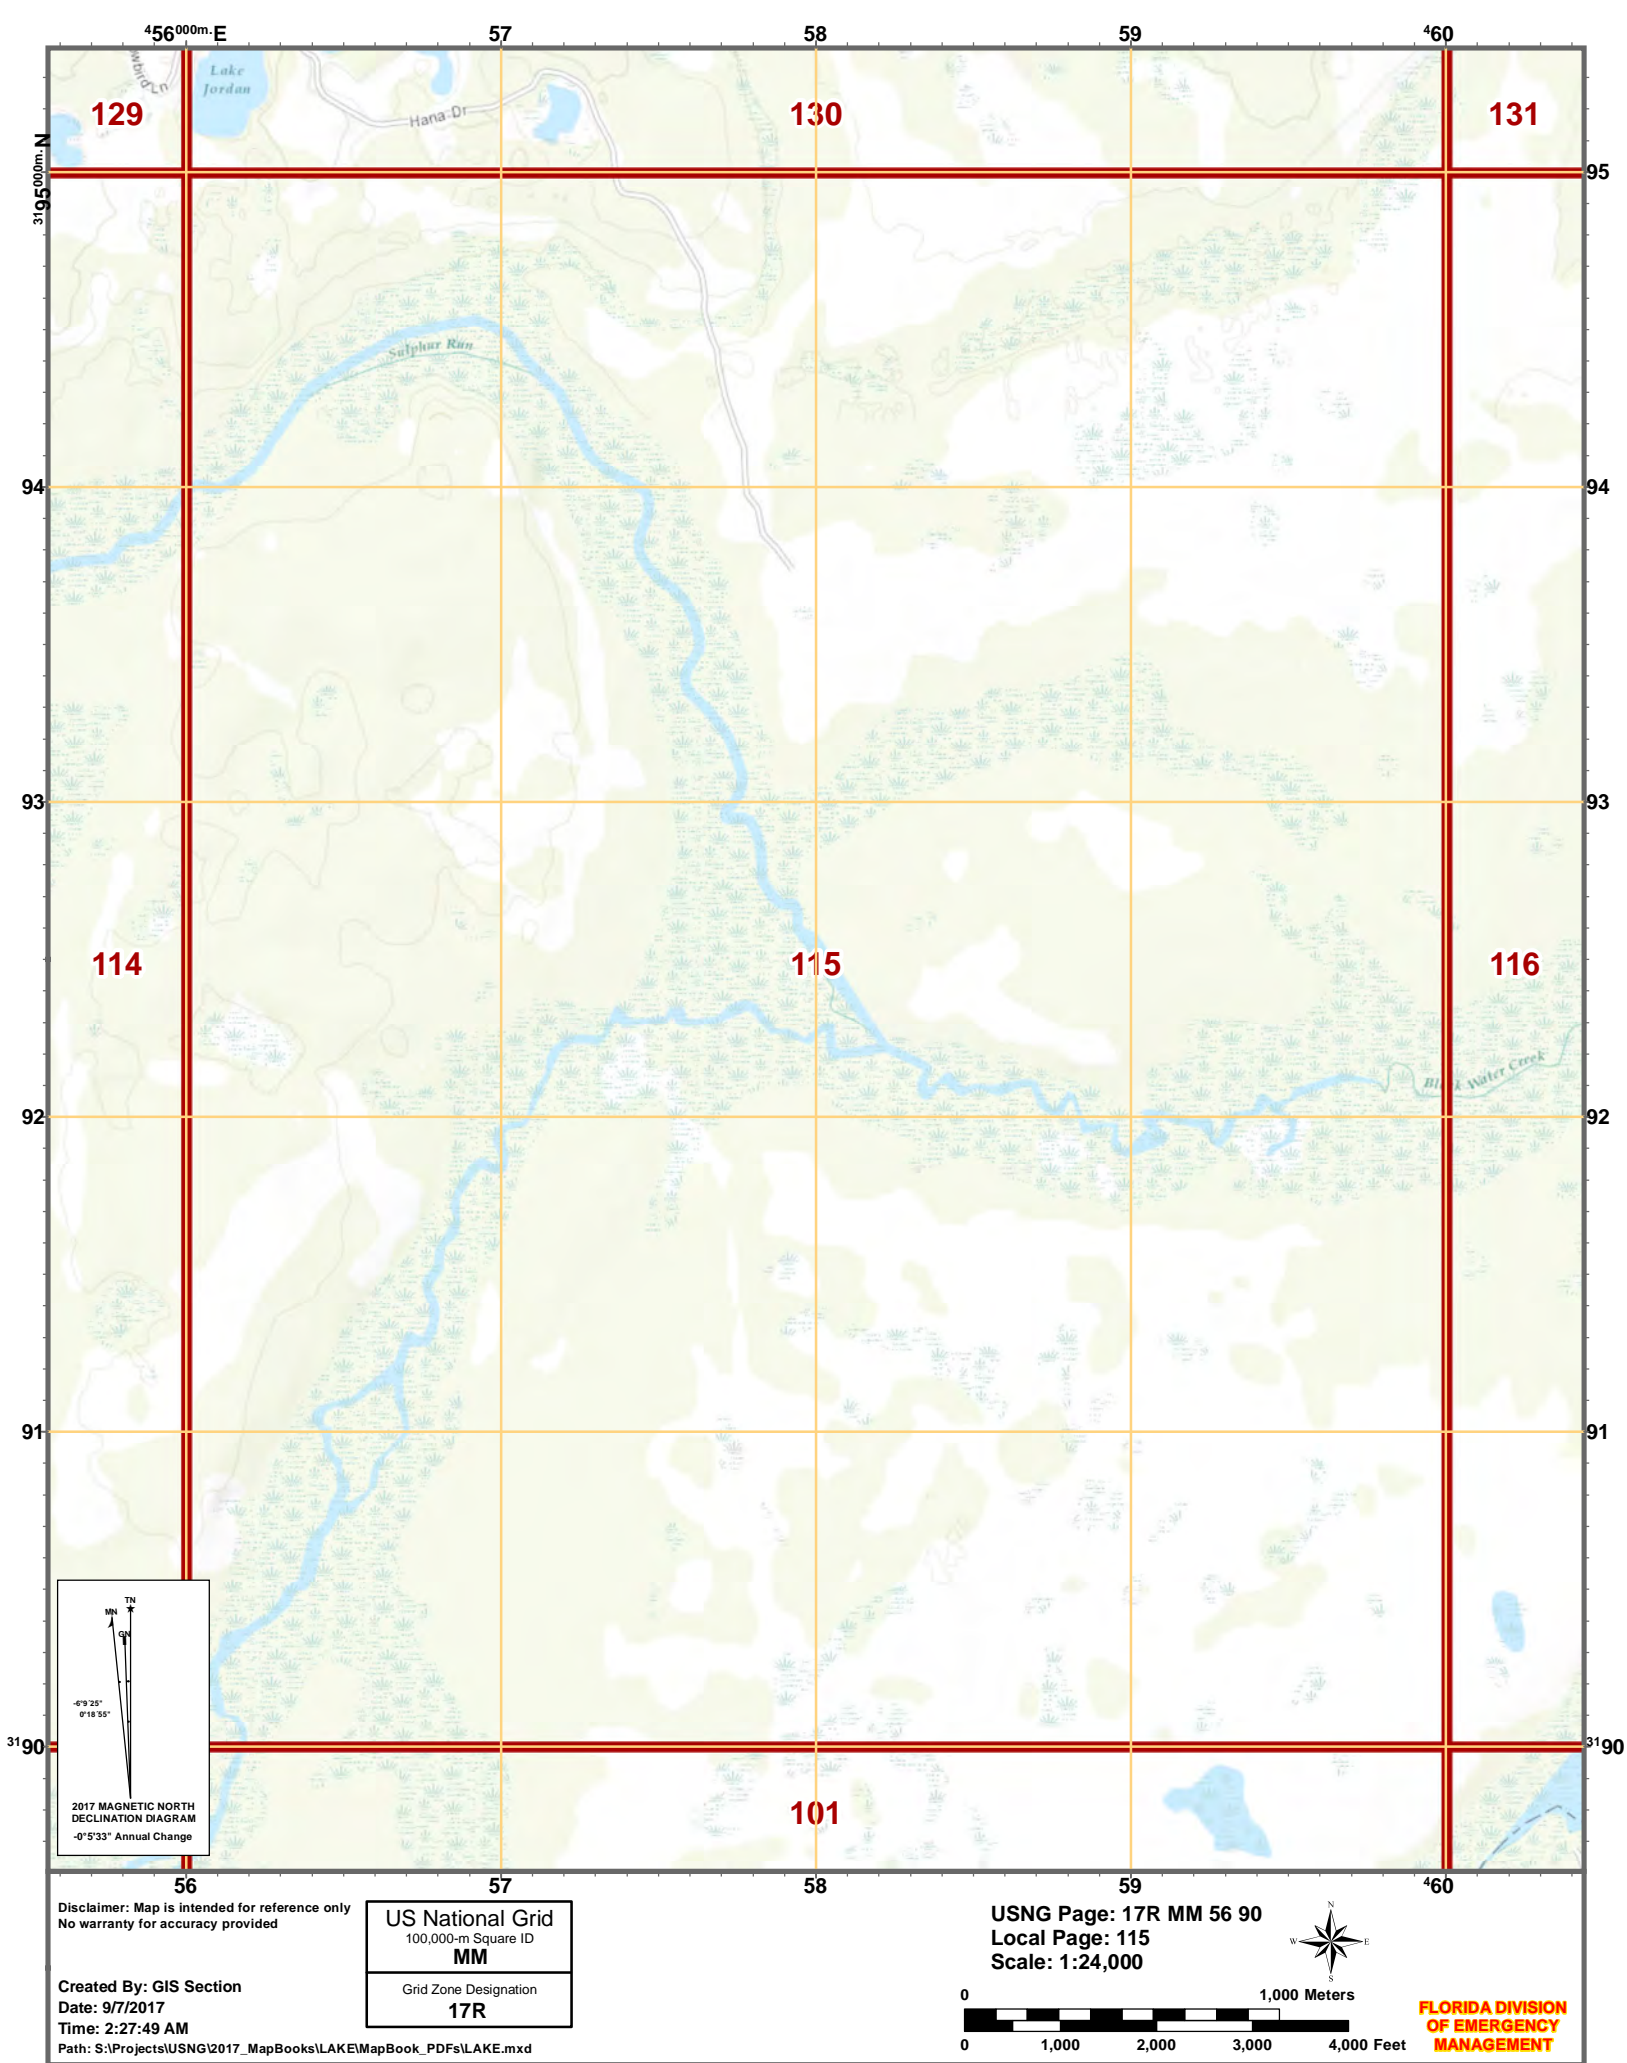 456000m. E 57 58 59 460
wbird Ln
Lake
Jordan
Hana Dr
129 130 131
3195000m. N 95
Sulphur Run
94 94
93 93
114 115 116
Black Water Creek
92 92
91 91
TN
MN
GN
-6°9'25"
0°18'55"
3190 3190
2017 MAGNETIC NORTH
DECLINATION DIAGRAM
-0°5'33" Annual Change
101
56 57 58 59 460
Disclaimer: Map is intended for reference only
No warranty for accuracy provided
Created By: GIS Section
Date: 9/7/2017
Time: 2:27:49 AM
Path: S:\Projects\USNG\2017_MapBooks\LAKE\MapBook_PDFs\LAKE.mxd
US National Grid
100,000-m Square ID
MM
Grid Zone Designation
17R
USNG Page: 17R MM 56 90
Local Page: 115
Scale: 1:24,000
N
W E
S
0 1,000 Meters
0 1,000 2,000 3,000 4,000 Feet
FLORIDA DIVISION
OF EMERGENCY
MANAGEMENT